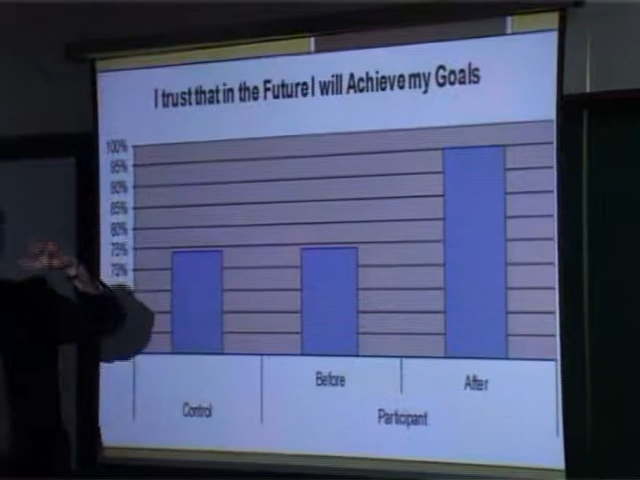 I trust that in the Future I will Achieve my Goals
100%
95%
90%
85%
80%
75%
70%
Before
After
Control
Participant